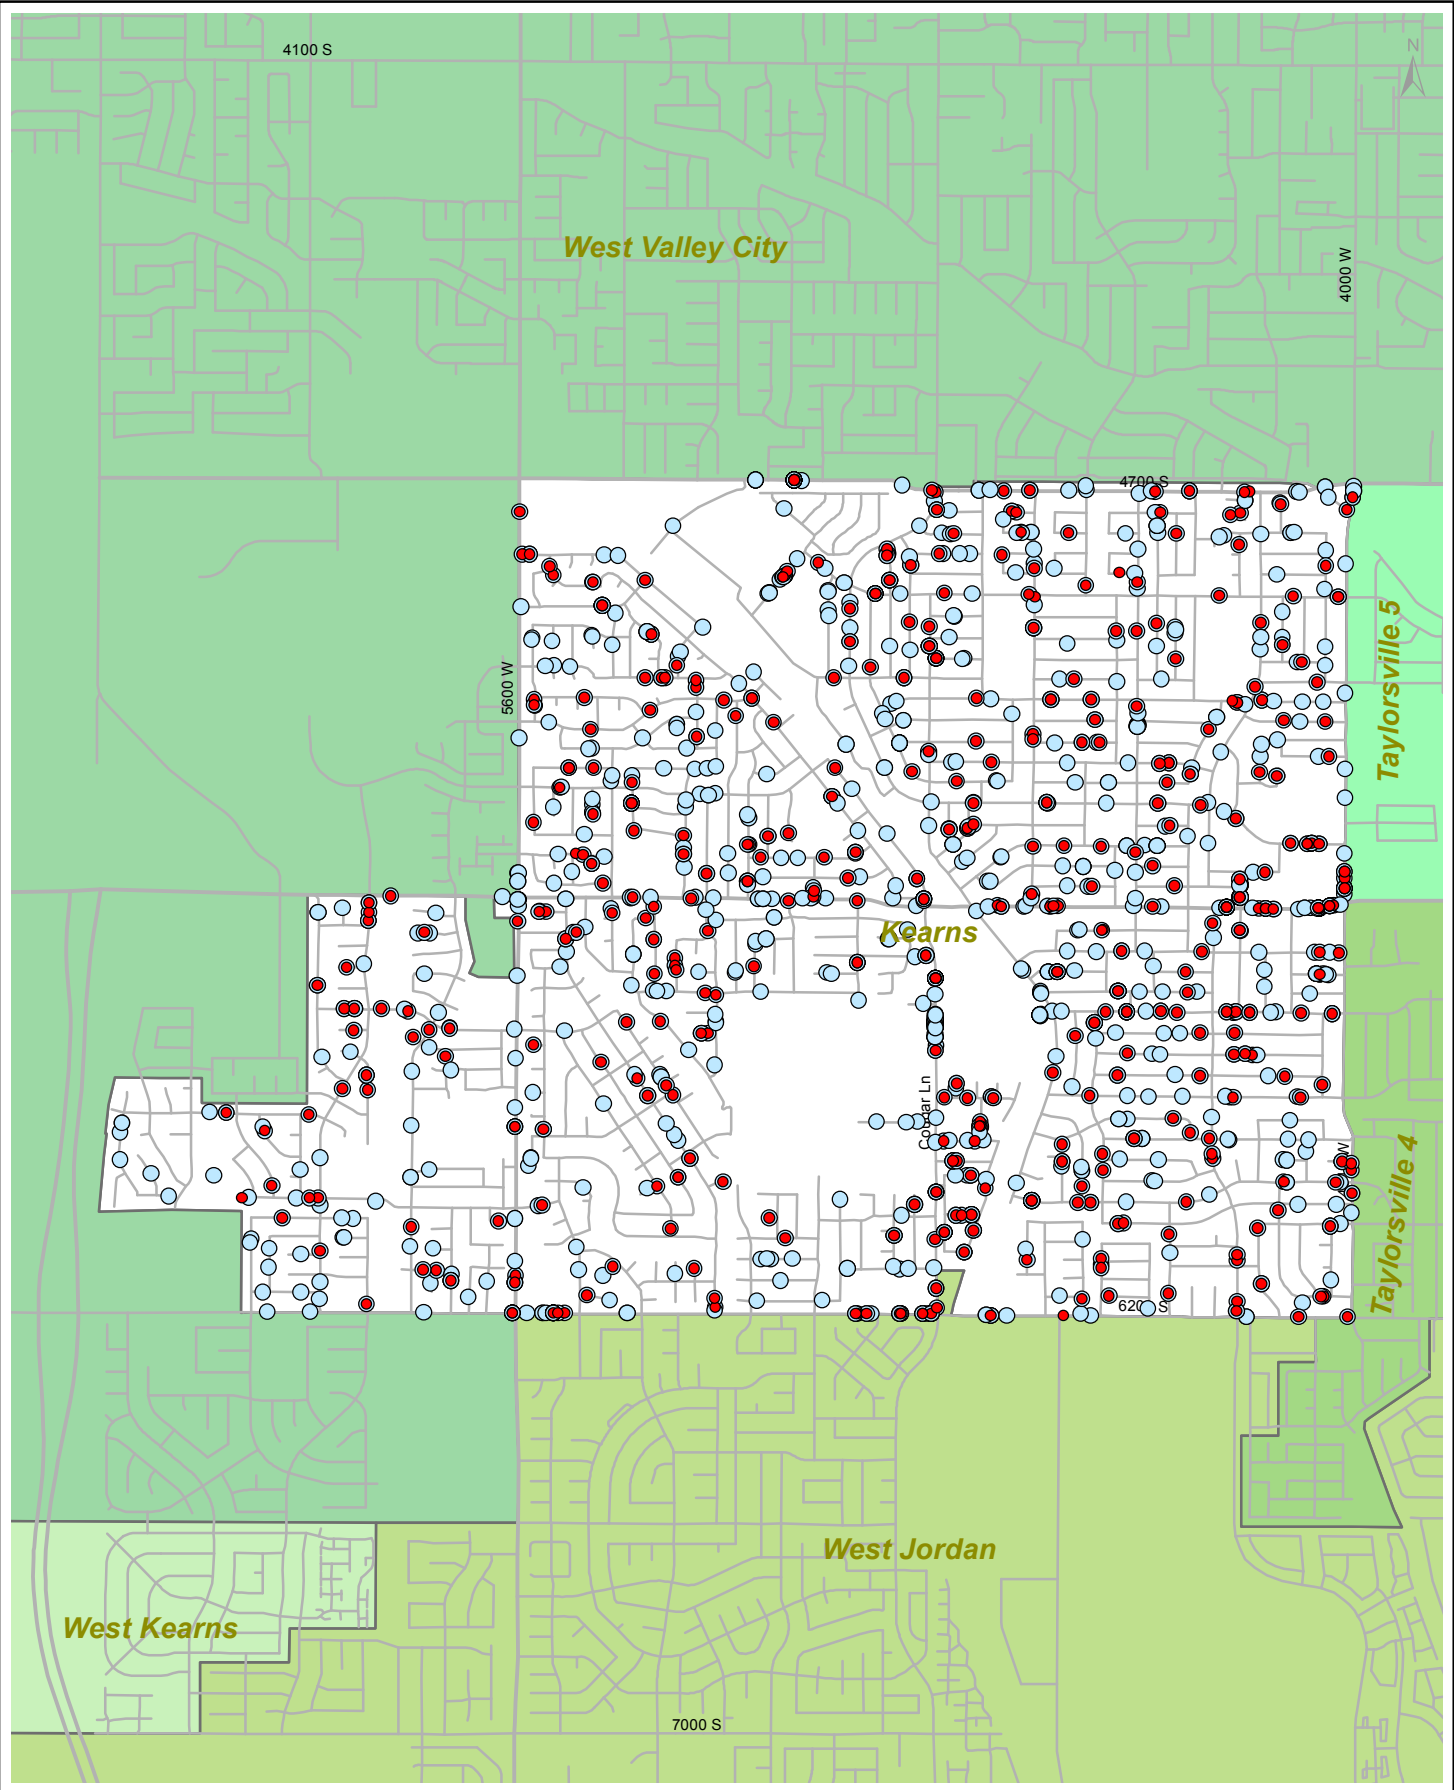 4100 S
N
West Valley City
4000 W
4700 S
Taylorsville 5
5600 W
Kearns
Cougar Ln
W
Taylorsville 4
6200 S
West Jordan
West Kearns
7000 S